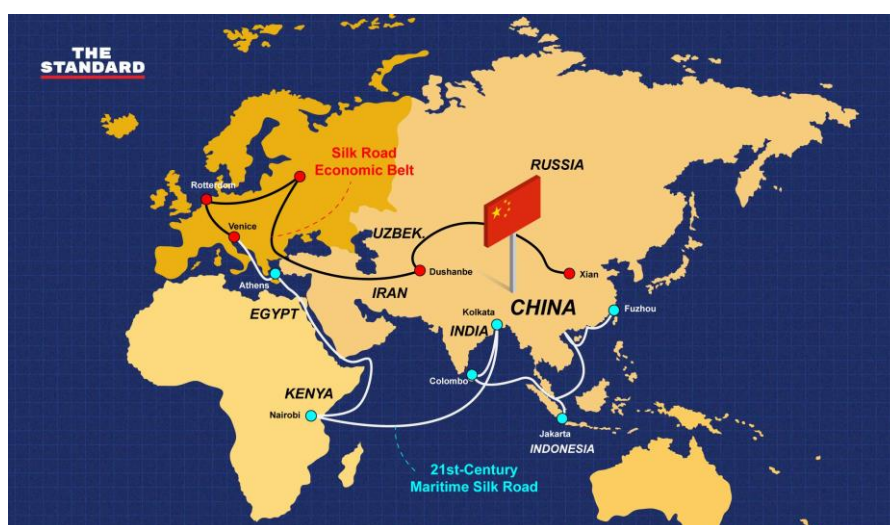 THE
STANDARD
Silk Road
Economic Belt
RUSSIA
Rotterdam
Venice
UZBEK.
Athens
Dushanbe
Xian
IRAN
EGYPT
Kolkata
CHINA
Fuzhou
INDIA
Colombo
KENYA
Nairobi
Jakarta
INDONESIA
21st-Century
Maritime Silk Road